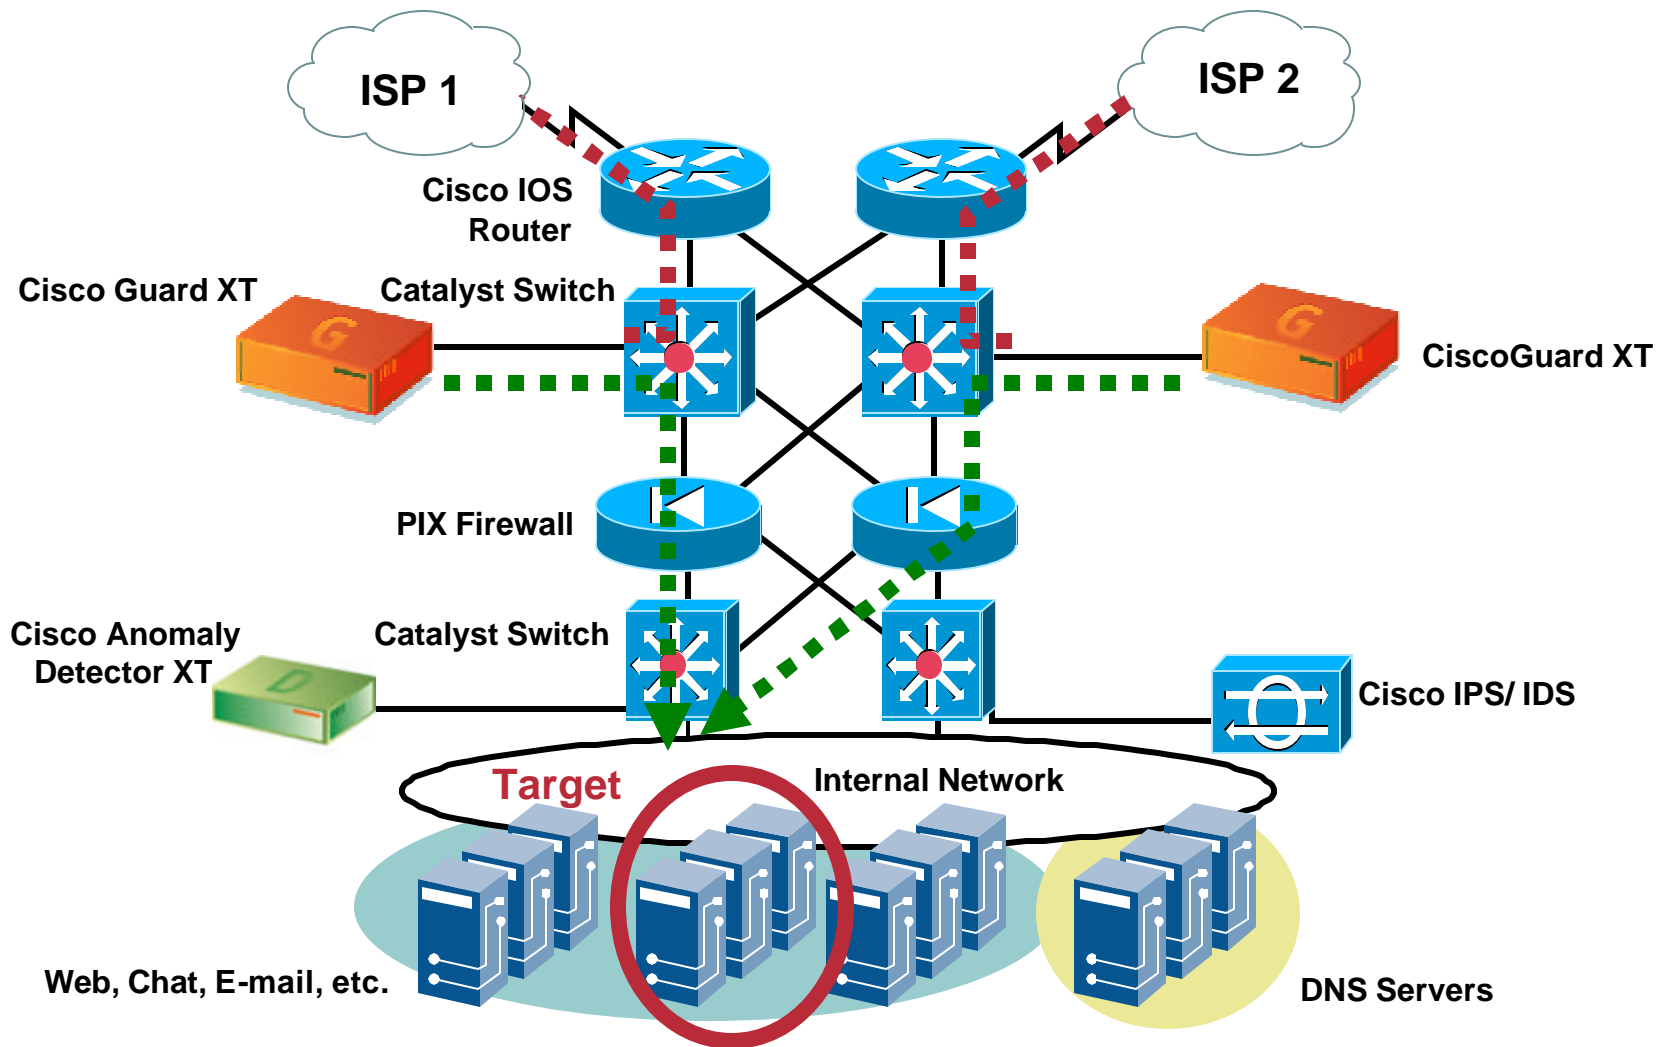 ISP 1
ISP 2
Cisco IOS
Router
Cisco Guard XT
Catalyst Switch
G
G
CiscoGuard XT
PIX Firewall
Cisco Anomaly
Detector XT
Catalyst Switch
D
Cisco IPS/ IDS
Target
Internal Network
Web, Chat, E-mail, etc.
DNS Servers